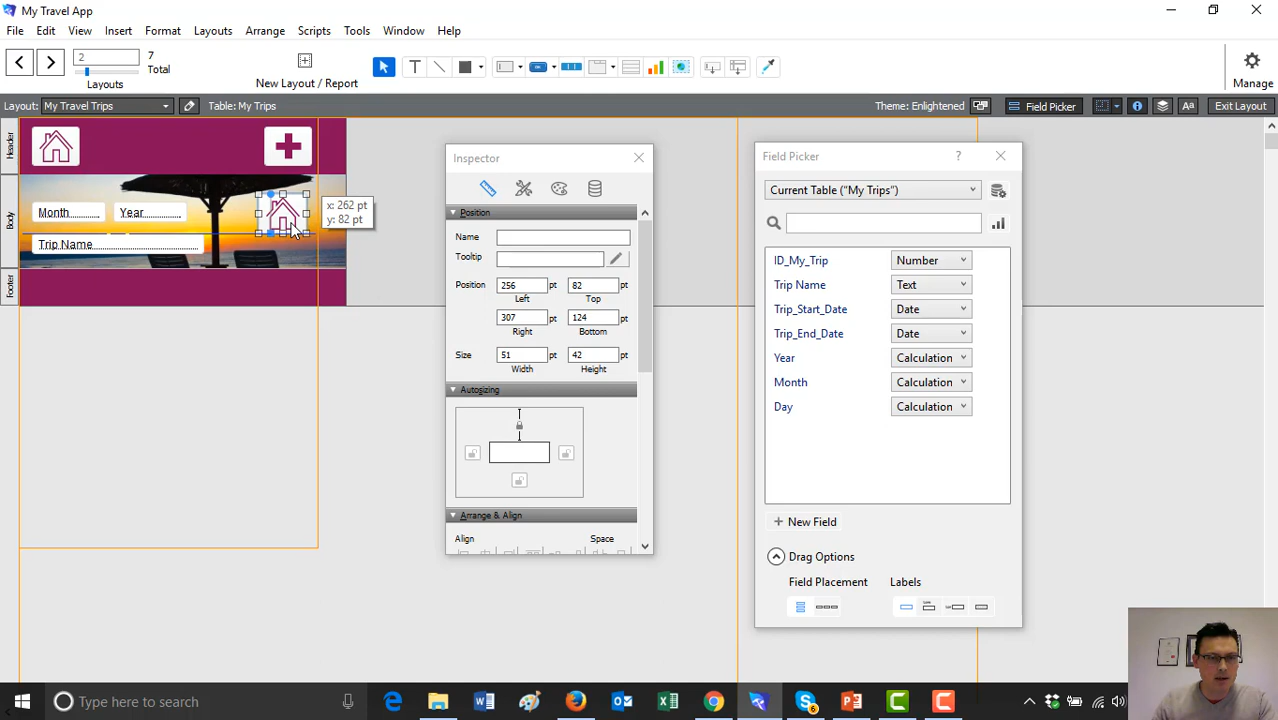 My Travel App
File Edit View Insert Format Layouts Arrange Scripts Tools Window Help
2
7
Total
Layouts
New Layout / Report
Manage
Layout: My Travel Trips
Table: My Trips
Theme: Enlightened
Field Picker
Aa
Exit Layout
Header
Body
Footer
Month
Year
Trip Name
x: 262 pt
y: 82 pt
Inspector
Position
Name
Tooltip
Position 256 pt 82 pt
Left Top
307 pt 124 pt
Right Bottom
Size 51 pt 42 pt
Width Height
Autosizing
Arrange & Align
Align Space
Field Picker
?
Current Table ("My Trips")
ID_My_Trip Number
Trip Name Text
Trip_Start_Date Date
Trip_End_Date Date
Year Calculation
Month Calculation
Day Calculation
+ New Field
Drag Options
Field Placement Labels
Type here to search
6